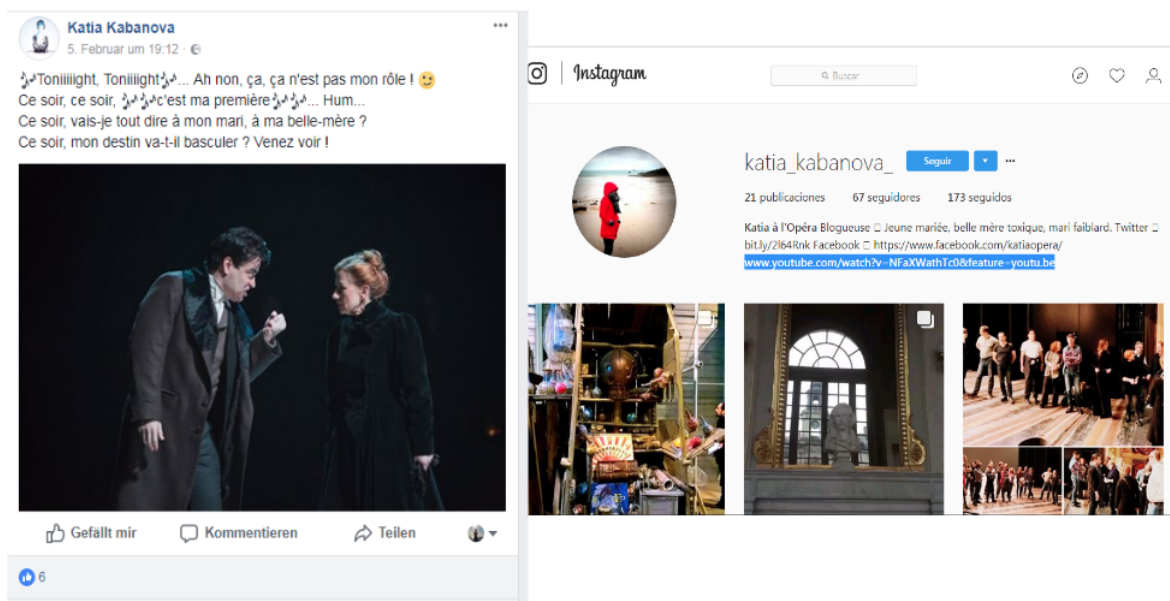 Katia Kabanova
5. Februar um 19:12 ·
🎶Toniiiiight, Toniiiight🎶... Ah non, ça, ça n'est pas mon rôle ! 😉
Ce soir, ce soir, 🎶🎶c'est ma première🎶🎶... Hum...
Ce soir, vais-je tout dire à mon mari, à ma belle-mère ?
Ce soir, mon destin va-t-il basculer ? Venez voir !
Gefällt mir Kommentieren Teilen
6
Instagram
Buscar
katia_kabanova_ Seguir
21 publicaciones 67 seguidores 173 seguidos
Katia à l'Opéra Blogueuse □ Jeune mariée, belle mère toxique, mari faiblard. Twitter □
bit.ly/2l64Rnk Facebook □ https://www.facebook.com/katiaopera/
www.youtube.com/watch?v=NFaXWathTc0&feature=youtu.be